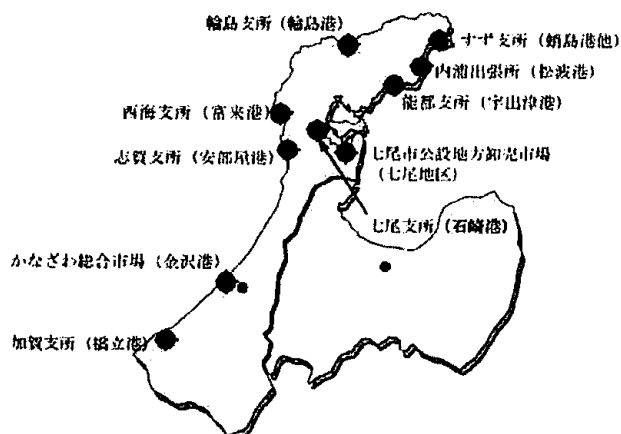 輪島支所（輪島港）
すず支所（蛸島港他）
内浦出張所（松波港）
能都支所（宇出津港）
西海支所（富来港）
志賀支所（安部屋港）
七尾市公設地方卸売市場
（七尾地区）
七尾支所（石崎港）
かなざわ総合市場（金沢港）
加賀支所（橋立港）